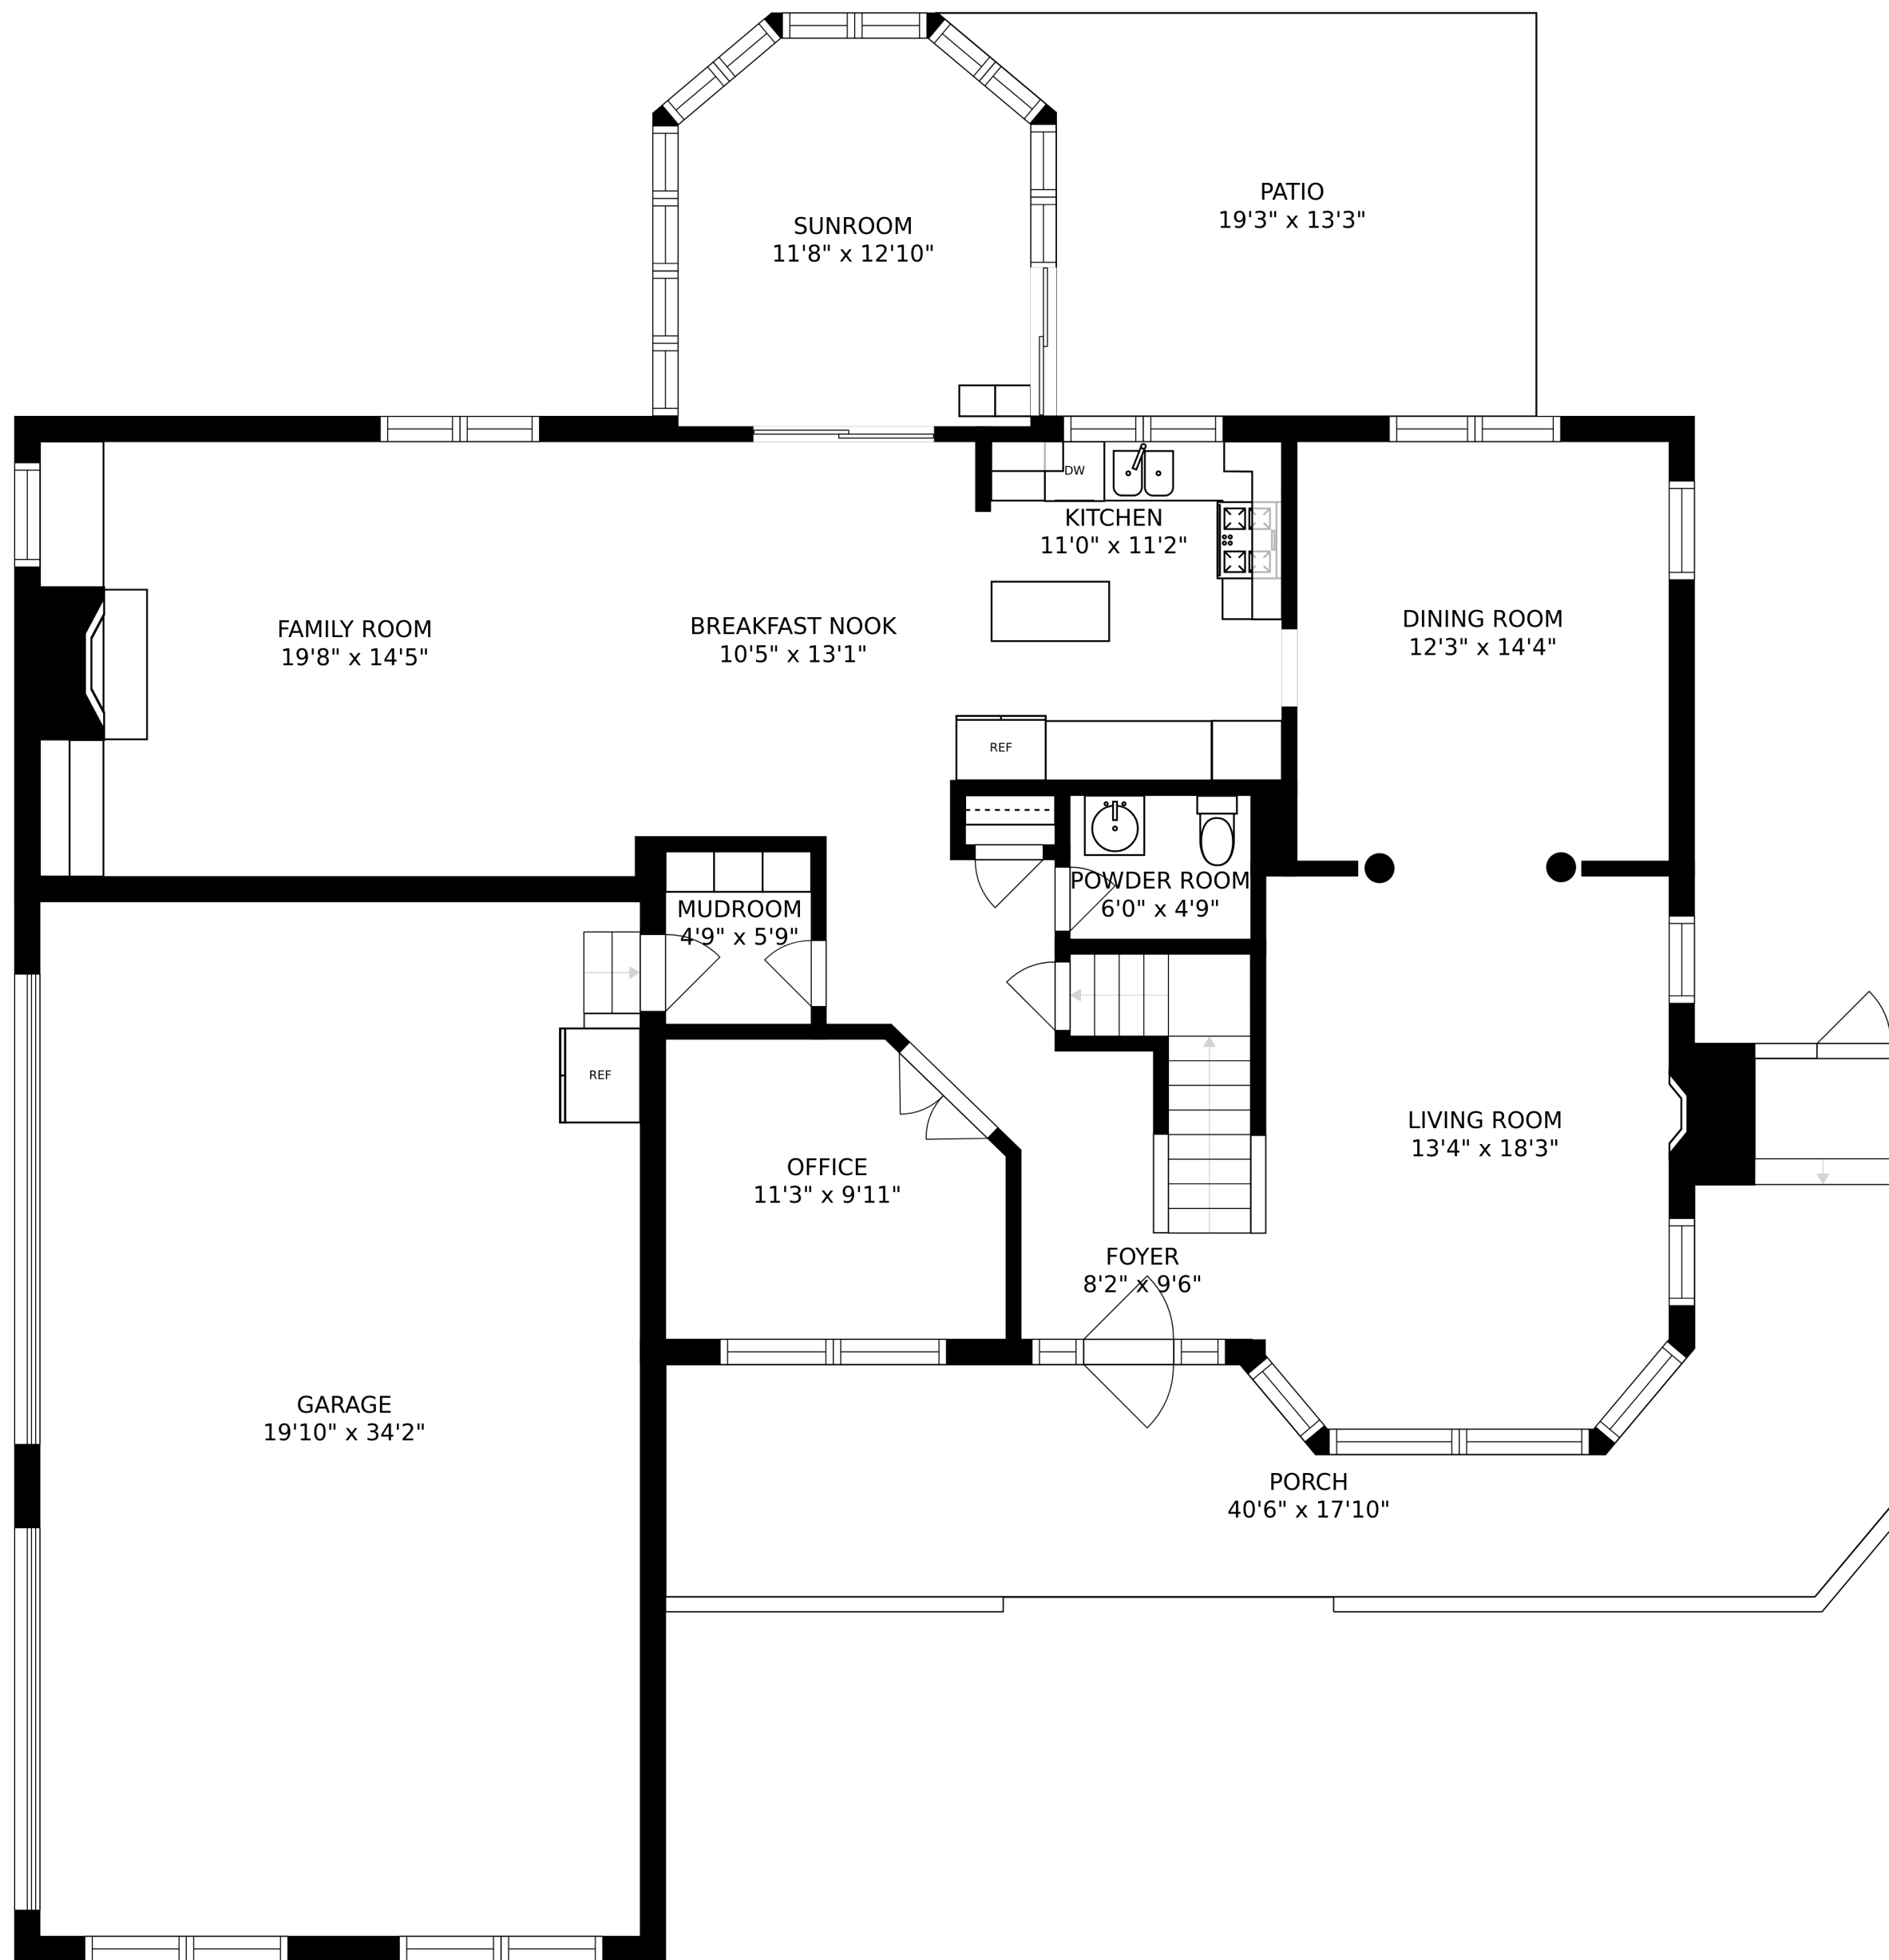 PATIO
19'3" x 13'3"
SUNROOM
11'8" x 12'10"
DW
KITCHEN
11'0" x 11'2"
DINING ROOM
12'3" x 14'4"
BREAKFAST NOOK
10'5" x 13'1"
FAMILY ROOM
19'8" x 14'5"
REF
POWDER ROOM
6'0" x 4'9"
MUDROOM
4'9" x 5'9"
REF
LIVING ROOM
13'4" x 18'3"
OFFICE
11'3" x 9'11"
FOYER
8'2" x 9'6"
GARAGE
19'10" x 34'2"
PORCH
40'6" x 17'10"